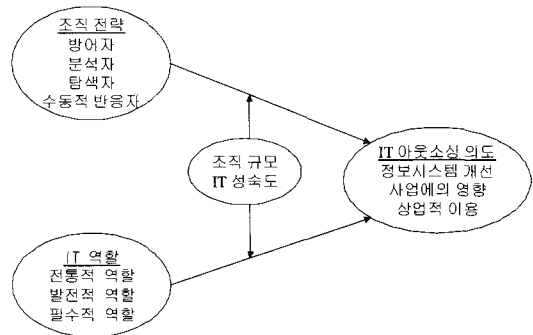 조직 전략
방어자
분석자
탐색자
수동적 반응자
조직 규모
IT 성숙도
IT 아웃소싱 의도
정보시스템 개선
사업에의 영향
상업적 이용
IT 역할
전통적 역할
발전적 역할
필수적 역할